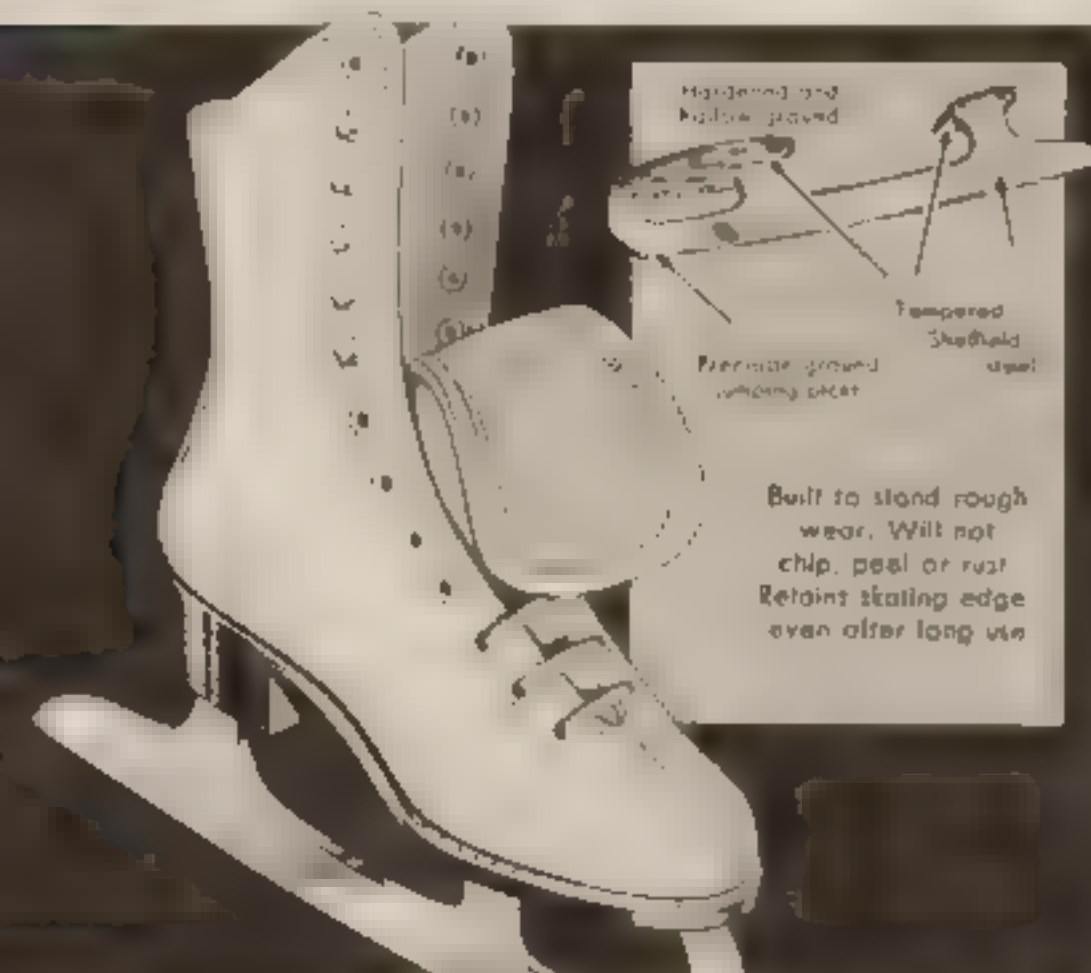 Hardened and
hollow ground
Tempered
Sheffield
steel
Precision ground
Built to stand rough
wear. Will not
chip, peel or rust
Retains skating edge
even after long use